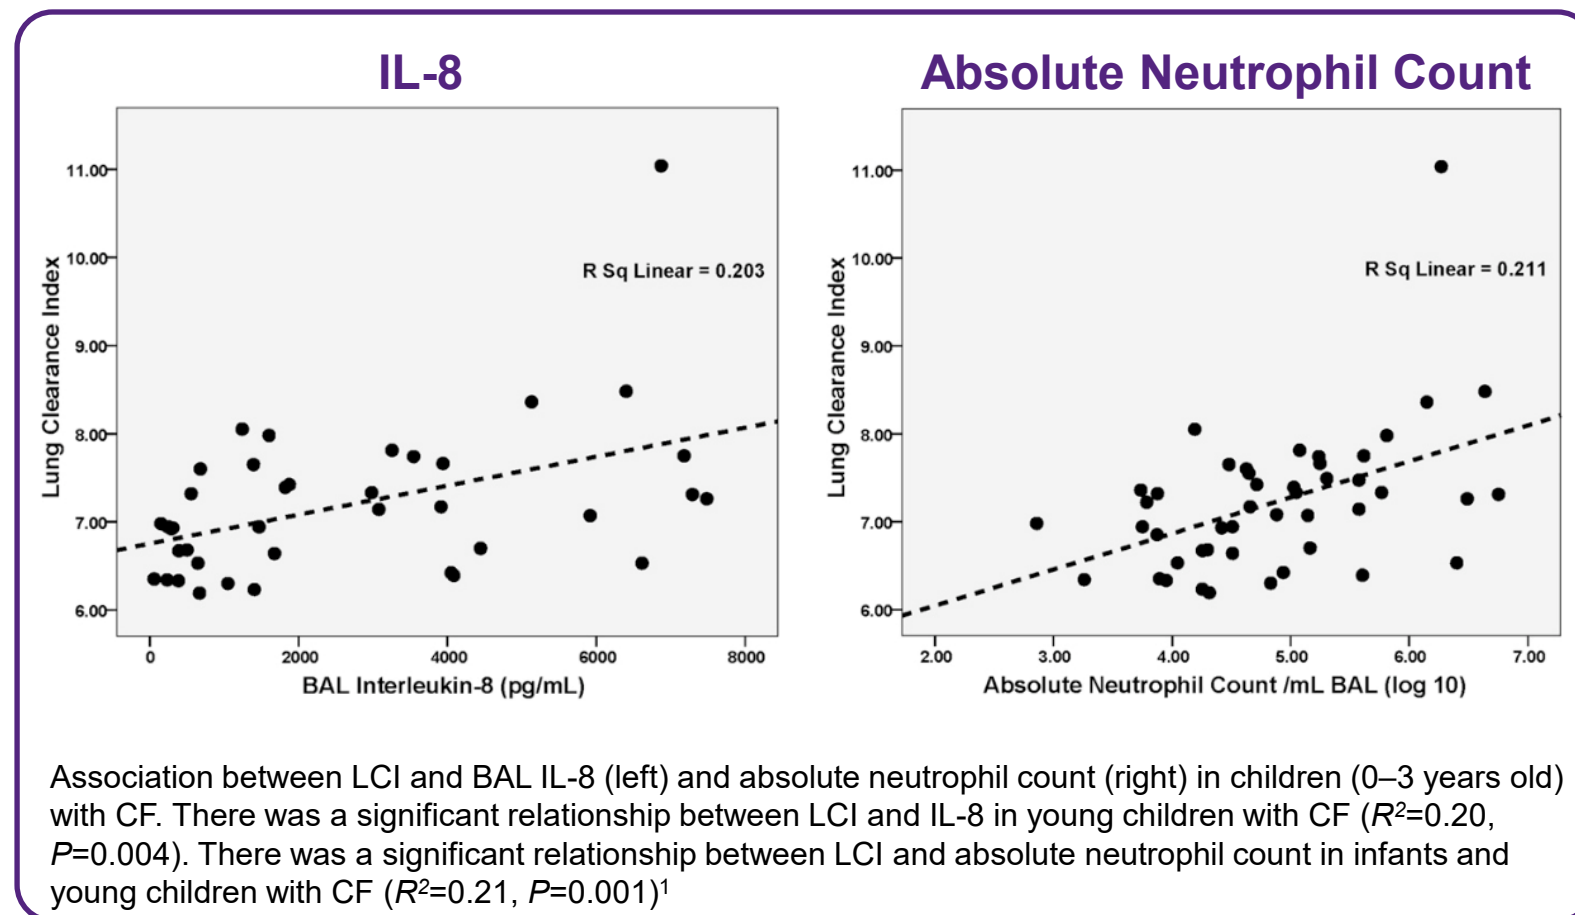 IL-8
Absolute Neutrophil Count
11.00
10.00
9.00
8.00
7.00
6.00
Lung Clearance Index
R Sq Linear = 0.203
0 2000 4000 6000 8000
BAL Interleukin-8 (pg/mL)
11.00
10.00
9.00
8.00
7.00
6.00
Lung Clearance Index
R Sq Linear = 0.211
2.00 3.00 4.00 5.00 6.00 7.00
Absolute Neutrophil Count /mL BAL (log 10)
Association between LCI and BAL IL-8 (left) and absolute neutrophil count (right) in children (0–3 years old)
with CF. There was a significant relationship between LCI and IL-8 in young children with CF (R²=0.20,
P=0.004). There was a significant relationship between LCI and absolute neutrophil count in infants and
young children with CF (R²=0.21, P=0.001)¹